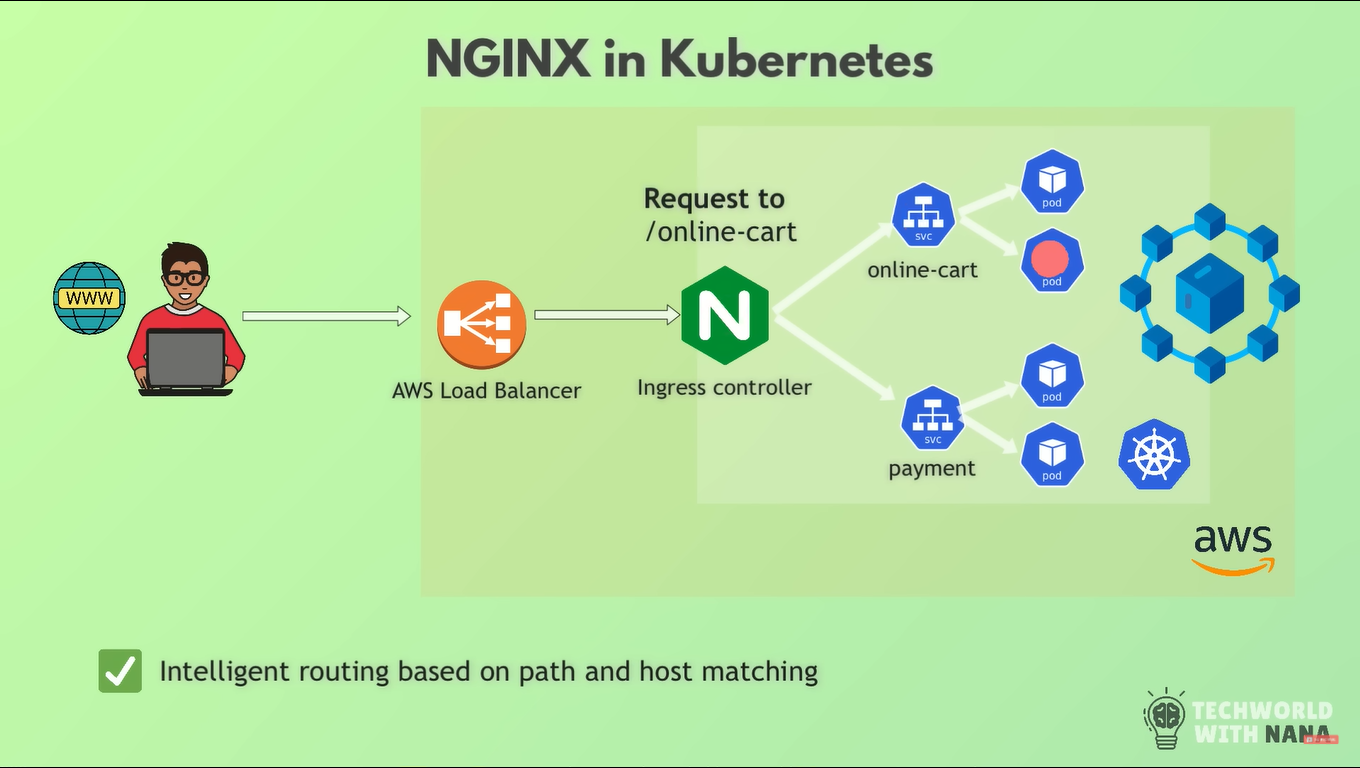 NGINX in Kubernetes
Request to
/online-cart
WWW
pod
svc
pod
online-cart
AWS Load Balancer
Ingress controller
pod
svc
pod
payment
aws
Intelligent routing based on path and host matching
TECHWORLD
WITH NANA